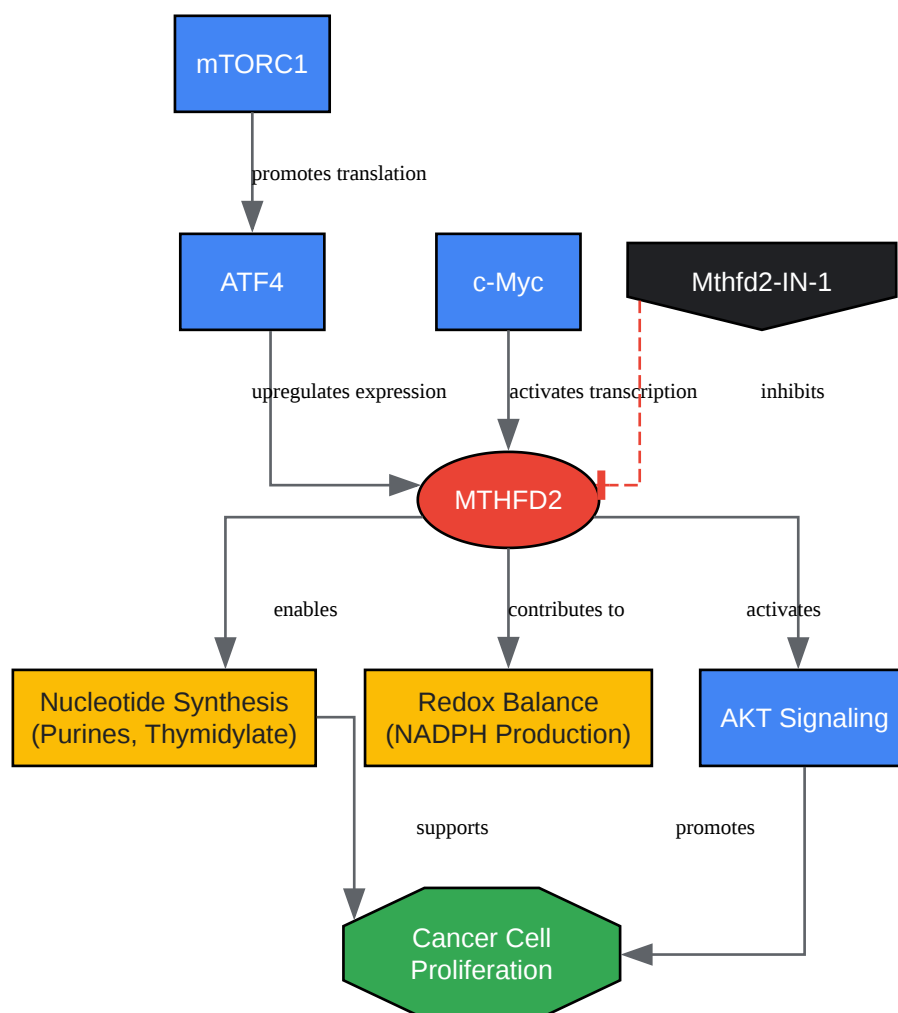 mTORC1
promotes translation
ATF4
c-Myc
Mthfd2-IN-1
upregulates expression
activates transcription
inhibits
MTHFD2
enables
contributes to
activates
Nucleotide Synthesis
(Purines, Thymidylate)
Redox Balance
(NADPH Production)
AKT Signaling
supports
promotes
Cancer Cell
Proliferation